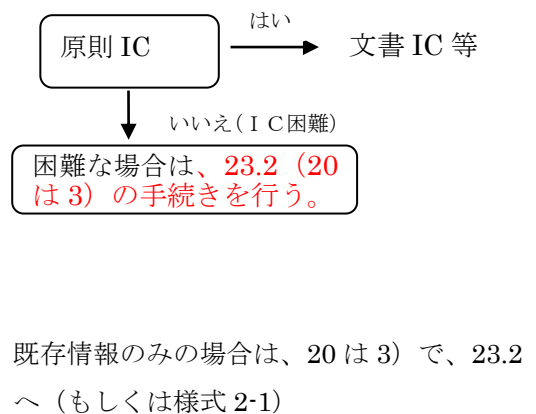 はい
原則 IC
文書 IC 等
いいえ(ＩＣ困難)
困難な場合は、23.2（20
は 3）の手続きを行う。
既存情報のみの場合は、20 は 3）で、23.2
へ（もしくは様式 2-1）